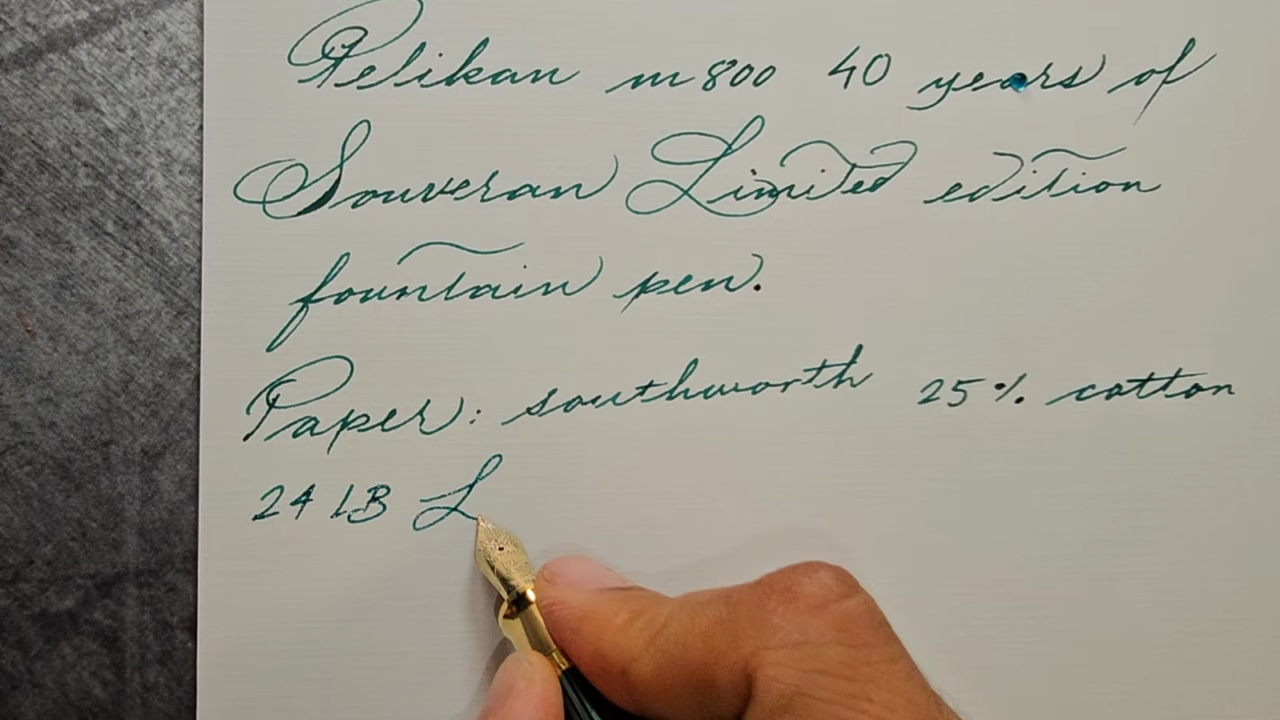 Pelikan m800 40 years of
Souveran Limited edition
fountain pen.
Paper: southworth 25% cotton
24 LB L